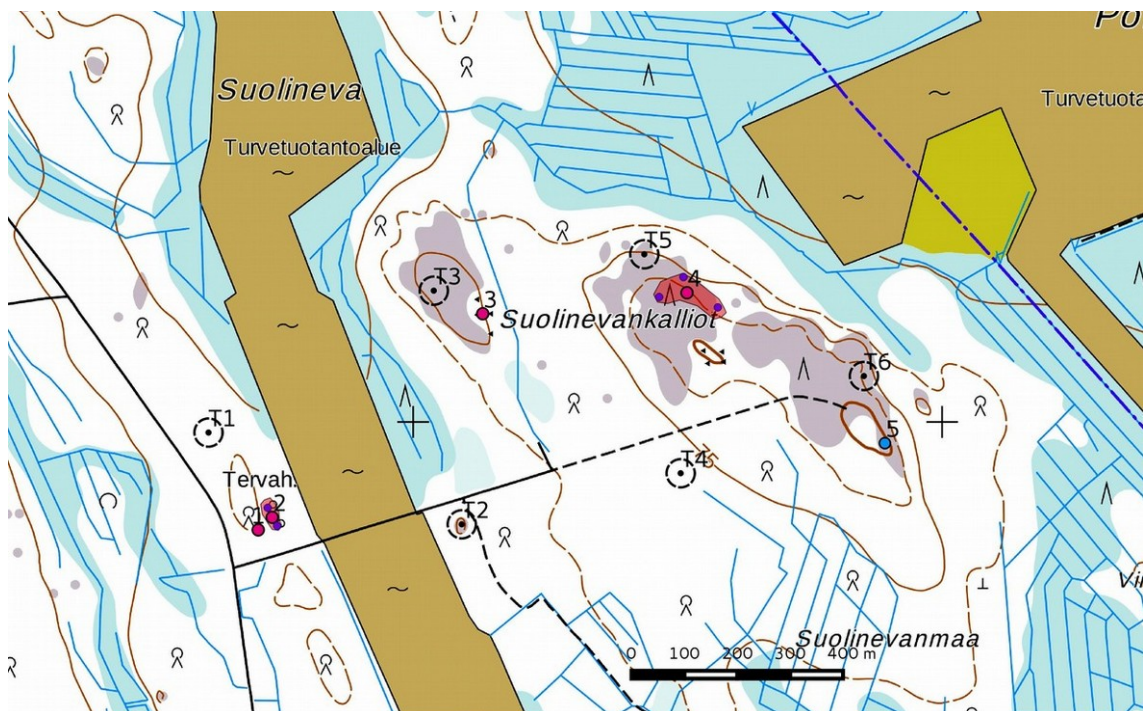 Po
Suolineva
Turvetuota
Turvetuotantoalue
T5
T3
4
3
Suolinevankalliot
T6
T1
5
T4
Tervah.
2
T2
1
Vii
Suolinevanmaa
0 100 200 300 400 m